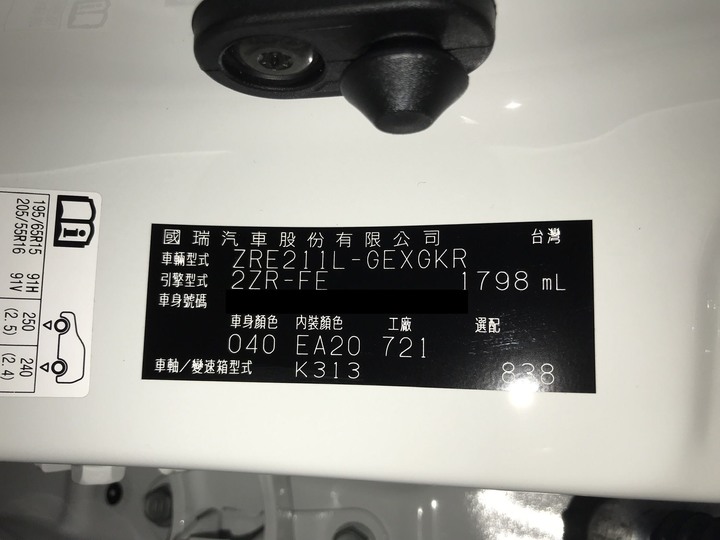 國瑞汽車股份有限公司 台灣
車輛型式 ZRE211L-GEXGKR
引擎型式 2ZR-FE 1798 mL
車身號碼
車身顏色 內裝顏色 工廠 選配
040 EA20 721
車軸/變速箱型式 K313 838
195/65R15 91H 250 240
205/55R16 91V (2.5) (2.4)